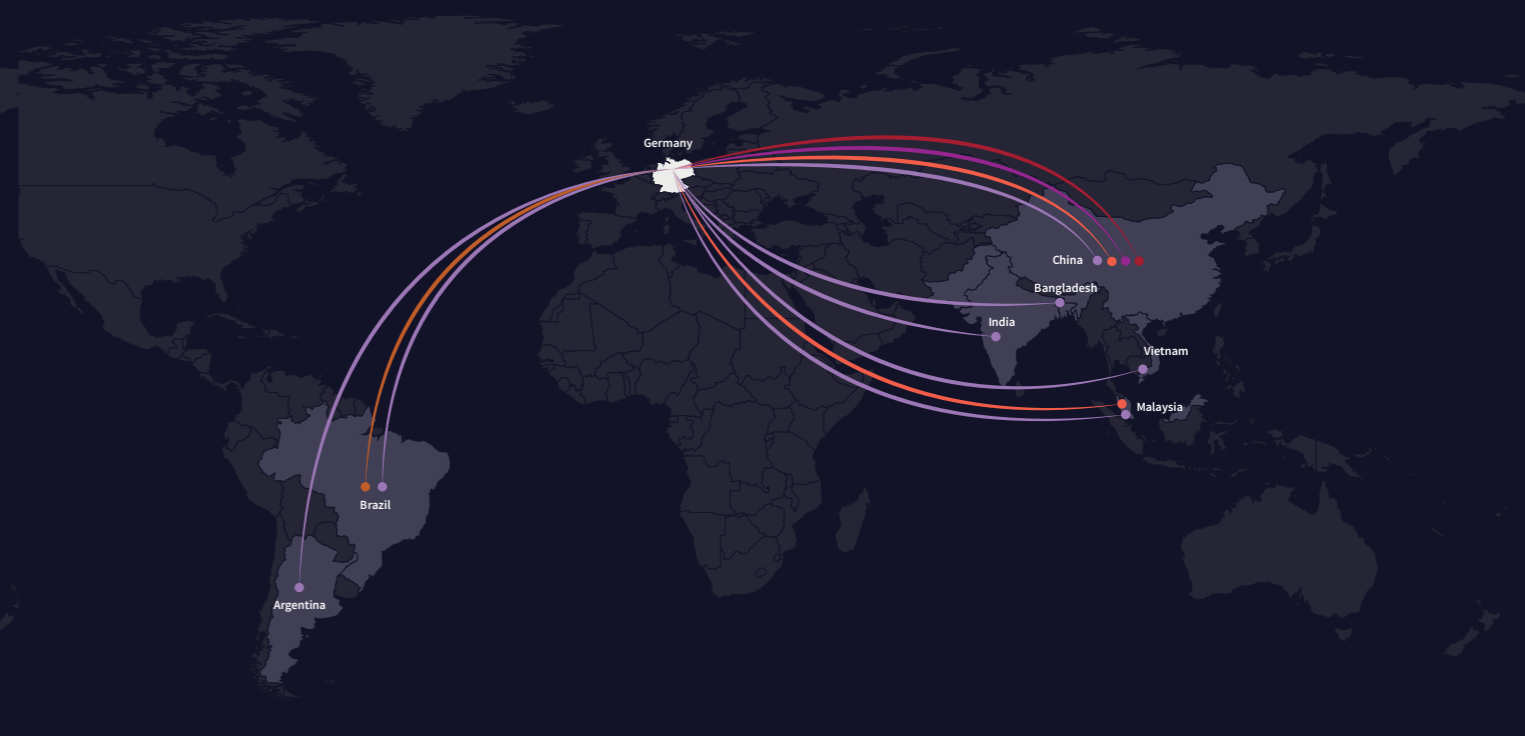 Germany
China
Bangladesh
India
Vietnam
Malaysia
Brazil
Argentina